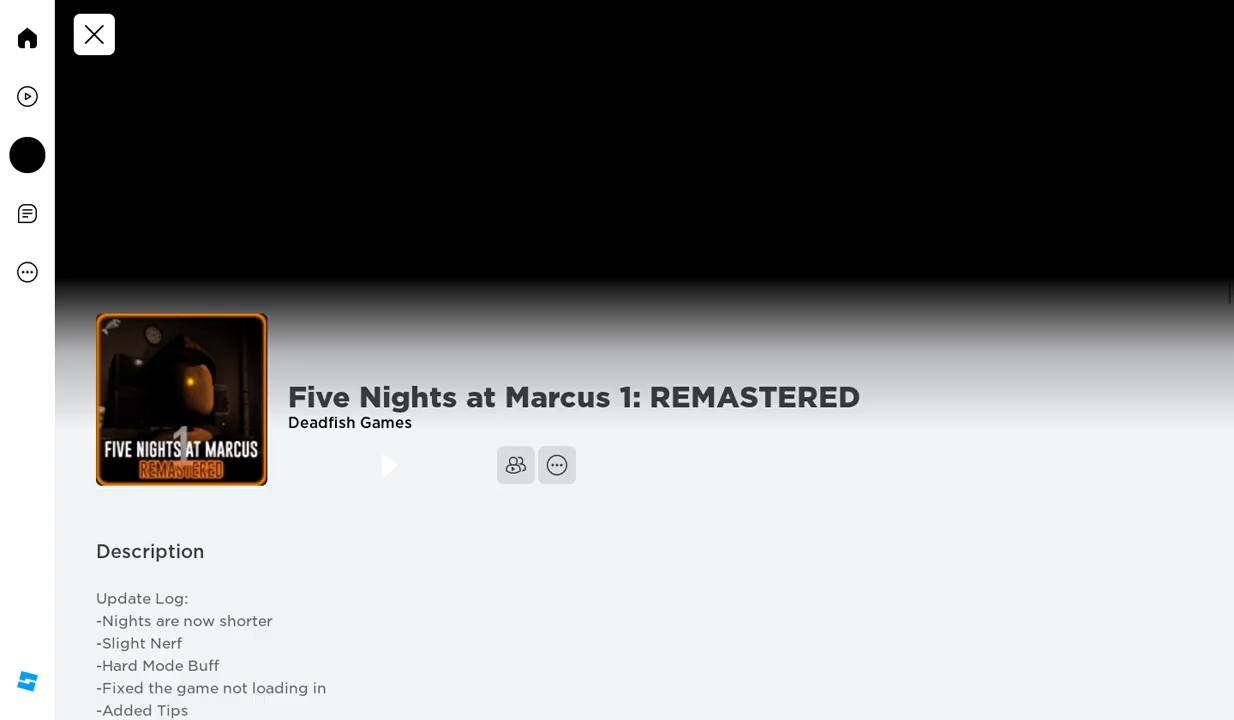 1
FIVE NIGHTS AT MARCUS
REMASTERED
Five Nights at Marcus 1: REMASTERED
Deadfish Games
Description
Update Log:
-Nights are now shorter
-Slight Nerf
-Hard Mode Buff
-Fixed the game not loading in
-Added Tips